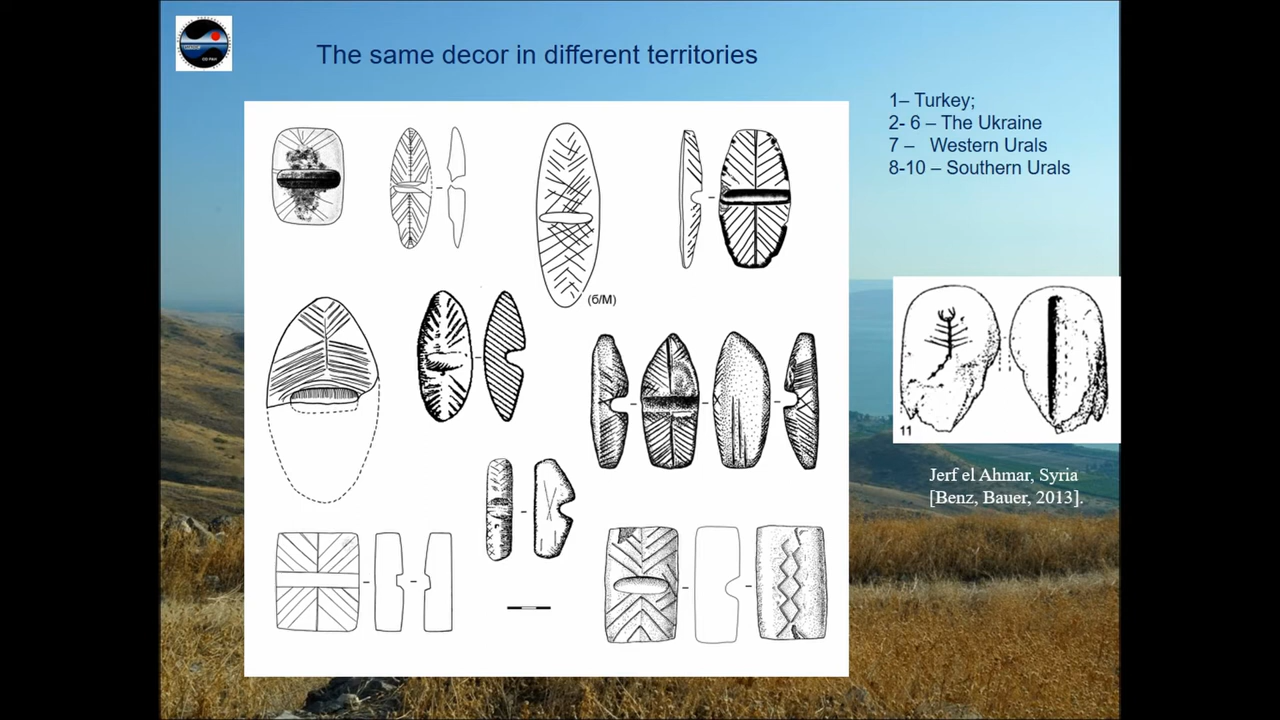 The same decor in different territories
1– Turkey;
2- 6 – The Ukraine
7 – Western Urals
8-10 – Southern Urals
(б/М)
11
Jerf el Ahmar, Syria
[Benz, Bauer, 2013].